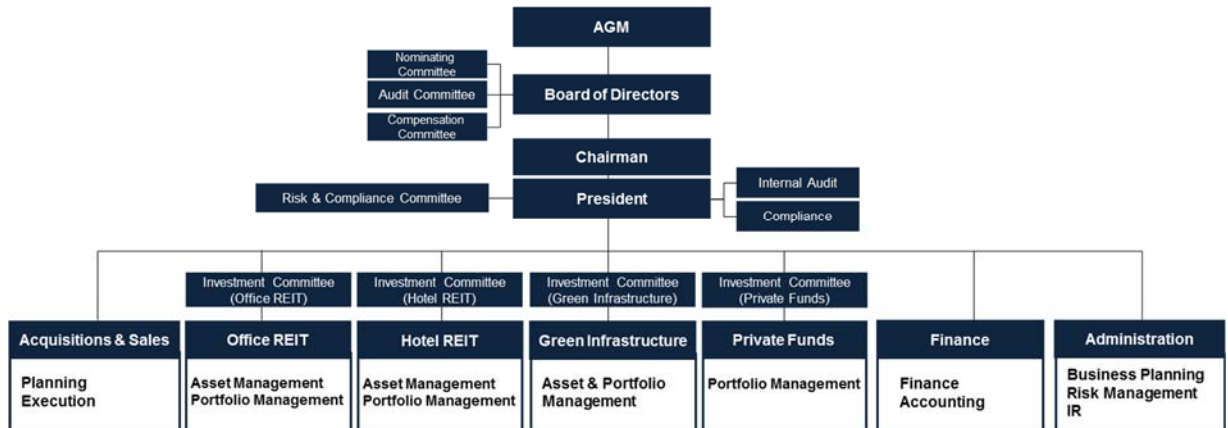 AGM
Nominating
Committee
Audit Committee
Board of Directors
Compensation
Committee
Chairman
Risk & Compliance Committee
President
Internal Audit
Compliance
Investment Committee
(Office REIT)
Investment Committee
(Hotel REIT)
Investment Committee
(Green Infrastructure)
Investment Committee
(Private Funds)
Acquisitions & Sales
Planning
Execution
Office REIT
Asset Management
Portfolio Management
Hotel REIT
Asset Management
Portfolio Management
Green Infrastructure
Asset & Portfolio
Management
Private Funds
Portfolio Management
Finance
Finance
Accounting
Administration
Business Planning
Risk Management
IR